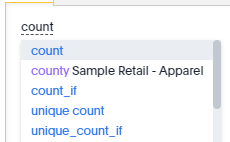 count
count
county Sample Retail - Apparel
count_if
unique count
unique_count_if